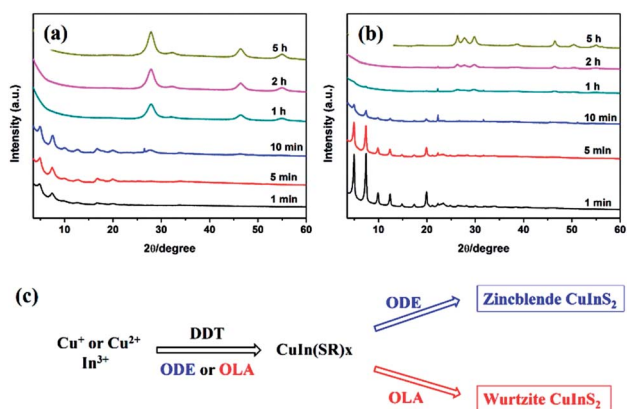 (a)
5 h
2 h
1 h
10 min
5 min
1 min
Intensity (a.u.)
10 20 30 40 50 60
2θ/degree
(b)
5 h
2 h
1 h
10 min
5 min
1 min
Intensity (a.u.)
10 20 30 40 50 60
2θ/degree
(c)
Cu⁺ or Cu²⁺
In³⁺
DDT
ODE or OLA
CuIn(SR)x
ODE
Zincblende CuInS₂
OLA
Wurtzite CuInS₂